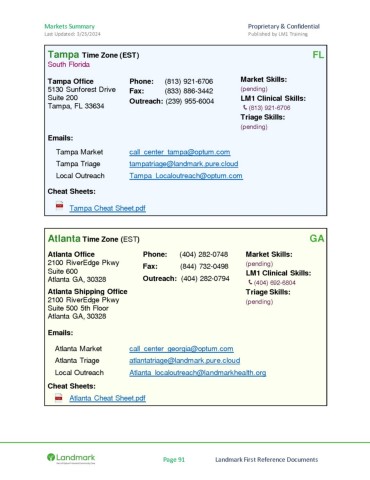 Markets Summary Proprietary & Confidential
Last Updated: 3/25/2024 Published by LM1 Training
Tampa Time Zone (EST) FL
South Florida
Tampa Office
5130 Sunforest Drive
Suite 200
Tampa, FL 33634
Phone: (813) 921-6706
Fax: (833) 886-3442
Outreach: (239) 955-6004
Market Skills:
(pending)
LM1 Clinical Skills:
(813) 921-6706
Triage Skills:
(pending)
Emails:
Tampa Market call_center_tampa@optum.com
Tampa Triage tampatriage@landmark.pure.cloud
Local Outreach Tampa_Localoutreach@optum.com
Cheat Sheets:
Tampa Cheat Sheet.pdf
Atlanta Time Zone (EST) GA
Atlanta Office
2100 RiverEdge Pkwy
Suite 600
Atlanta GA, 30328
Atlanta Shipping Office
2100 RiverEdge Pkwy
Suite 500 5th Floor
Atlanta GA, 30328
Phone: (404) 282-0748
Fax: (844) 732-0498
Outreach: (404) 282-0794
Market Skills:
(pending)
LM1 Clinical Skills:
(404) 692-6804
Triage Skills:
(pending)
Emails:
Atlanta Market call_center_georgia@optum.com
Atlanta Triage atlantatriage@landmark.pure.cloud
Local Outreach Atlanta_localoutreach@landmarkhealth.org
Cheat Sheets:
Atlanta Cheat Sheet.pdf
Landmark
Page 91 Landmark First Reference Documents